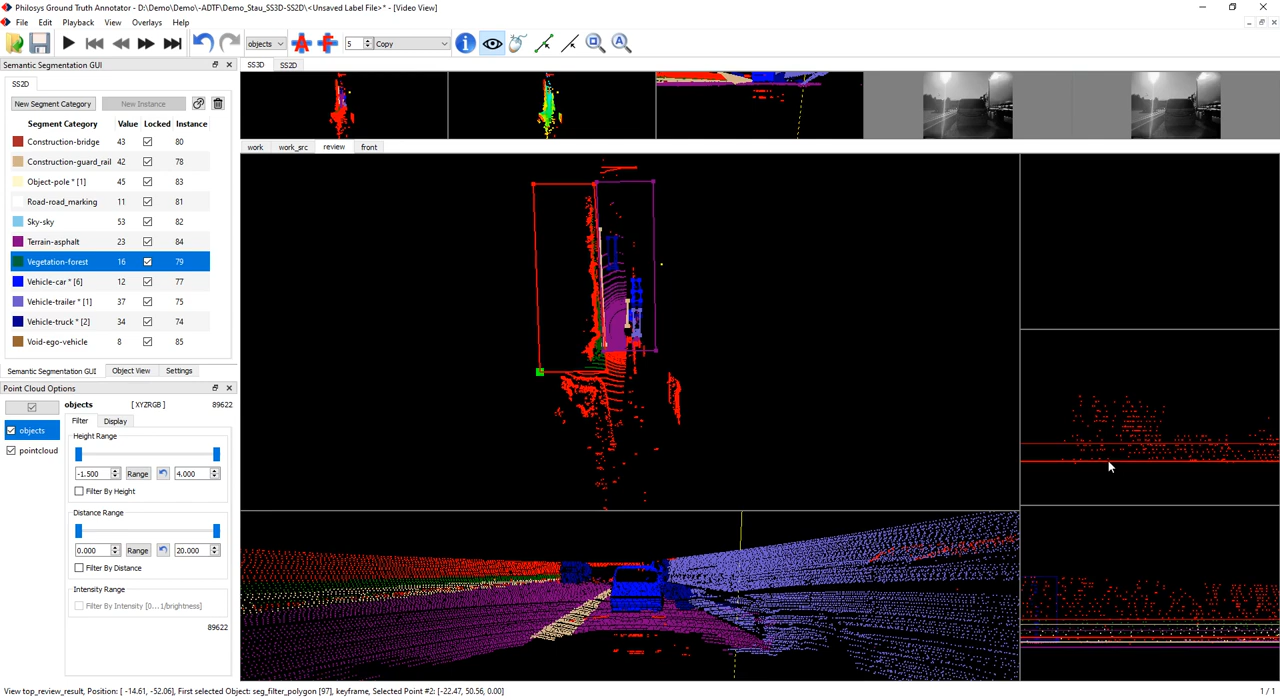 Philosys Ground Truth Annotator - D:\Demo\Demo\-ADTF\Demo_Stau_SS3D-SS2D\<Unsaved Label File>* - [Video View]
File Edit Playback View Overlays Help
objects 5 Copy
Semantic Segmentation GUI
SS2D
New Segment Category New Instance
Segment Category Value Locked Instance
Construction-bridge 43 80
Construction-guard_rail 42 78
Object-pole * [1] 45 83
Road-road_marking 11 81
Sky-sky 53 82
Terrain-asphalt 23 84
Vegetation-forest 16 79
Vehicle-car * [6] 12 77
Vehicle-trailer * [1] 37 75
Vehicle-truck * [2] 34 74
Void-ego-vehicle 8 85
Semantic Segmentation GUI Object View Settings
Point Cloud Options
objects [ XYZRGB ] 89622
objects
pointcloud
Filter Display
Height Range
-1.500 Range 4.000
Filter By Height
Distance Range
0.000 Range 20.000
Filter By Distance
Intensity Range
Filter By Intensity [0...1/brightness]
89622
SS3D SS2D
work work_src review front
View top_review_result, Position: [ -14.61, -52.06], First selected Object: seg_filter_polygon [97], keyframe, Selected Point #2: [-22.47, 50.56, 0.00]
1 / 1